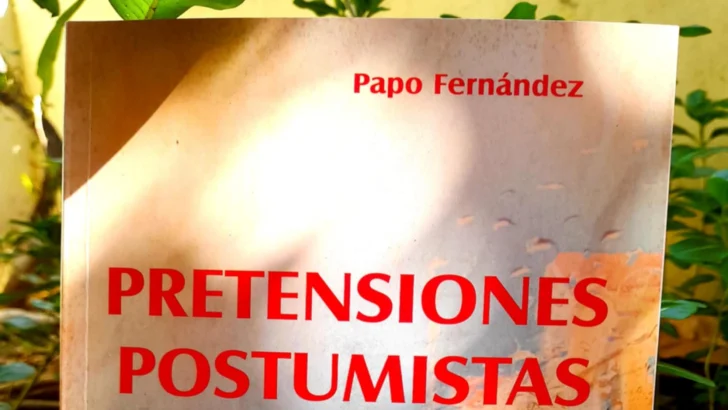 Papo Fernández
PRETENSIONES
POSTUMISTAS